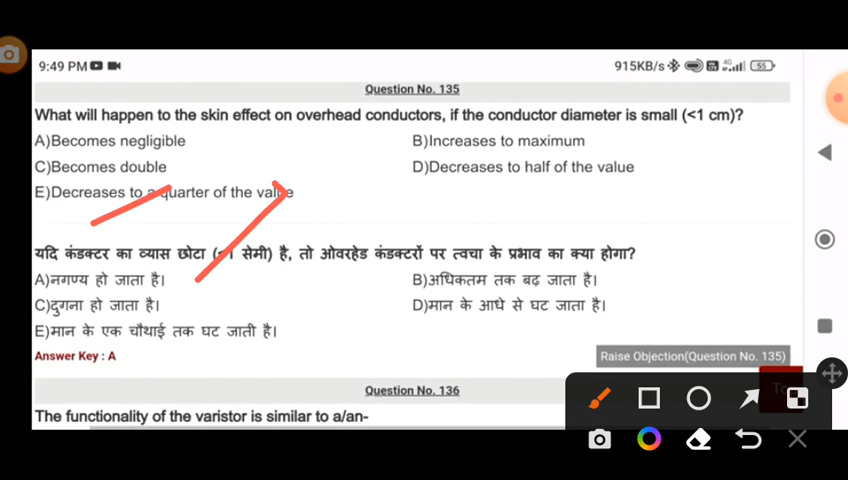 9:49 PM 915KB/s 4G 55
Question No. 135
What will happen to the skin effect on overhead conductors, if the conductor diameter is small (<1 cm)?
A)Becomes negligible B)Increases to maximum
C)Becomes double D)Decreases to half of the value
E)Decreases to a quarter of the value
यदि कंडक्टर का व्यास छोटा (<1 सेमी) है, तो ओवरहेड कंडक्टरों पर त्वचा के प्रभाव का क्या होगा?
A)नगण्य हो जाता है। B)अधिकतम तक बढ़ जाता है।
C)दुगना हो जाता है। D)मान के आधे से घट जाता है।
E)मान के एक चौथाई तक घट जाती है।
Answer Key : A Raise Objection(Question No. 135)
Question No. 136
The functionality of the varistor is similar to a/an-